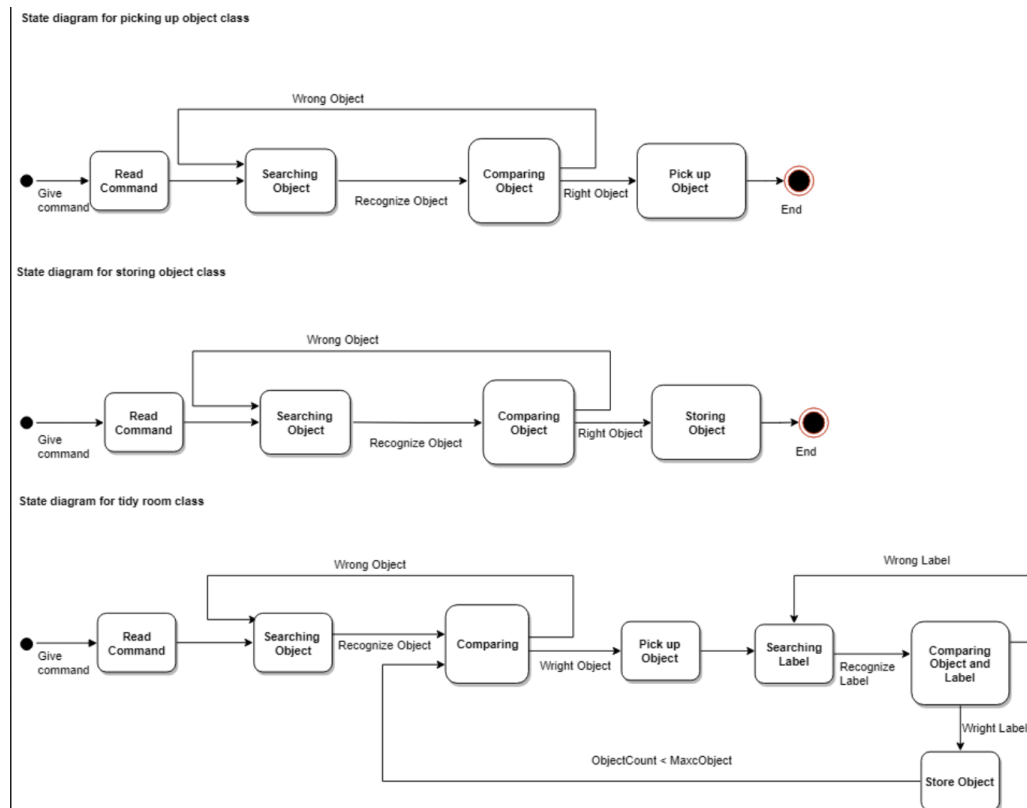 State diagram for picking up object class
Wrong Object
Read
Command
Searching
Object
Comparing
Object
Pick up
Object
Give
command
Recognize Object
Right Object
End
State diagram for storing object class
Wrong Object
Read
Command
Searching
Object
Comparing
Object
Storing
Object
Give
command
Recognize Object
Right Object
End
State diagram for tidy room class
Wrong Object
Wrong Label
Read
Command
Searching
Object
Recognize Object
Comparing
Pick up
Object
Searching
Label
Comparing
Object and
Label
Give
command
Wright Object
Recognize
Label
Wright Label
ObjectCount < MaxcObject
Store Object